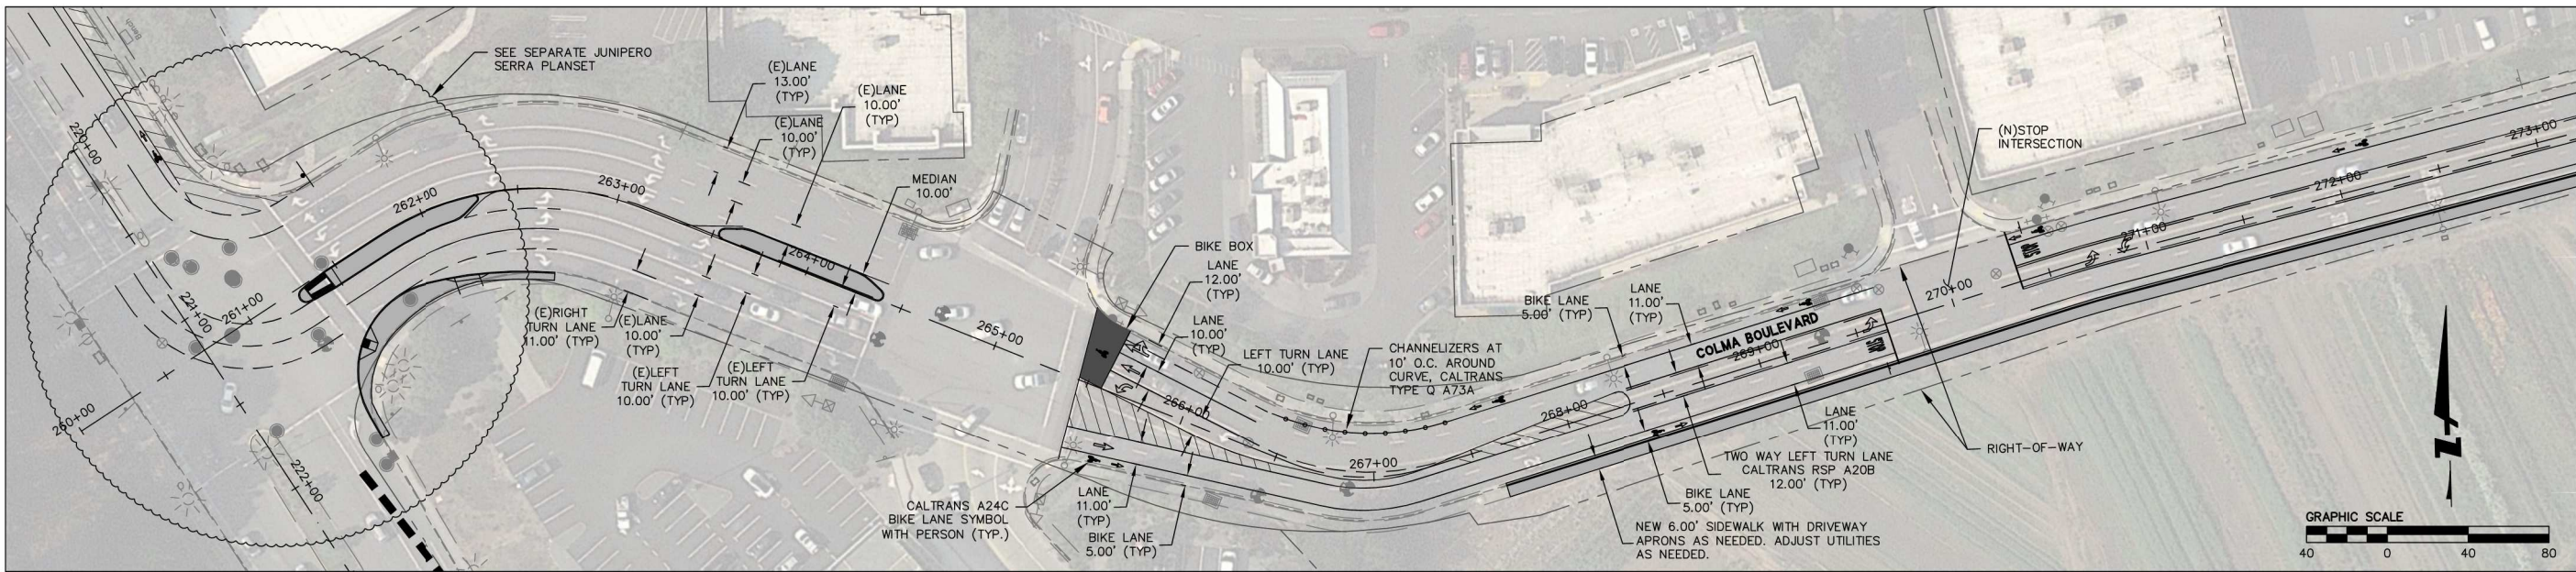 SEE SEPARATE JUNIPERO
SERRA PLANSET
(E)LANE
13.00'
(TYP)
(E)LANE
10.00'
(TYP)
(E)LANE
10.00'
(TYP)
MEDIAN
10.00'
220+00
221+00
222+00
260+00
261+00
262+00
263+00
264+00
265+00
(E)RIGHT
TURN LANE
11.00' (TYP)
(E)LANE
10.00'
(TYP)
(E)LEFT
TURN LANE
10.00' (TYP)
(E)LEFT
TURN LANE
10.00' (TYP)
BIKE BOX
LANE
12.00'
(TYP)
LANE
10.00'
(TYP)
LEFT TURN LANE
10.00' (TYP)
CHANNELIZERS AT
10' O.C. AROUND
CURVE, CALTRANS
TYPE Q A73A
266+00
267+00
268+00
CALTRANS A24C
BIKE LANE SYMBOL
WITH PERSON (TYP.)
LANE
11.00'
(TYP)
BIKE LANE
5.00' (TYP)
BIKE LANE
5.00' (TYP)
LANE
11.00'
(TYP)
COLMA BOULEVARD
269+00
270+00
271+00
272+00
273+00
(N)STOP
INTERSECTION
LANE
11.00'
(TYP)
TWO WAY LEFT TURN LANE
CALTRANS RSP A20B
12.00' (TYP)
BIKE LANE
5.00' (TYP)
NEW 6.00' SIDEWALK WITH DRIVEWAY
APRONS AS NEEDED. ADJUST UTILITIES
AS NEEDED.
RIGHT-OF-WAY
GRAPHIC SCALE
40 0 40 80